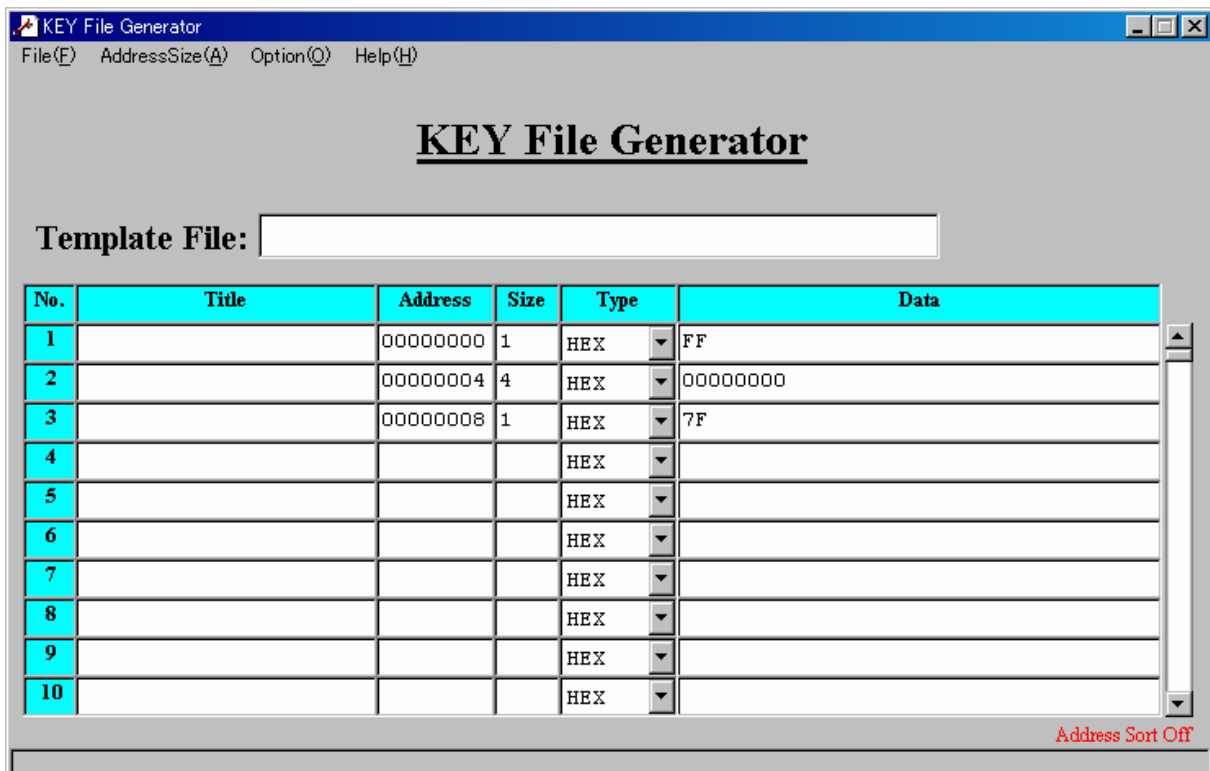 KEY File Generator
File(F) AddressSize(A) Option(O) Help(H)
KEY File Generator
Template File:
No. Title Address Size Type Data
1 00000000 1 HEX FF
2 00000004 4 HEX 00000000
3 00000008 1 HEX 7F
4 HEX
5 HEX
6 HEX
7 HEX
8 HEX
9 HEX
10 HEX
Address Sort Off